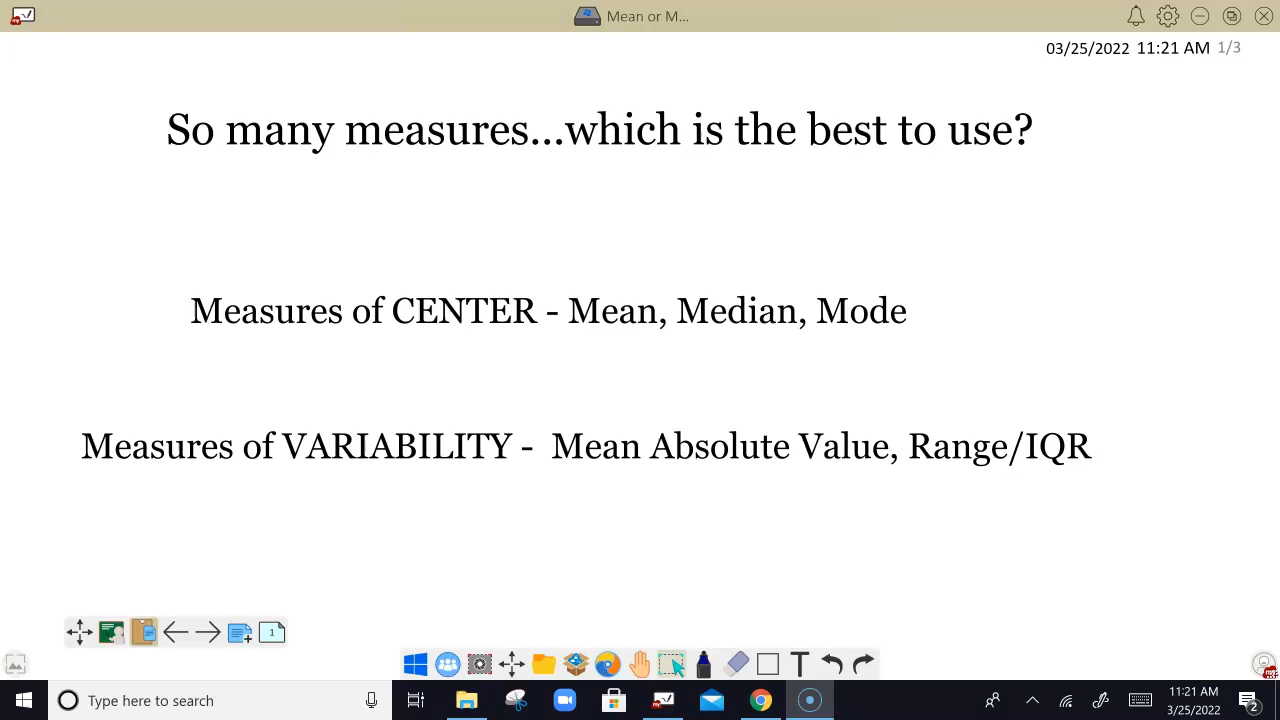 Mean or M...
03/25/2022 11:21 AM 1/3
So many measures...which is the best to use?
Measures of CENTER - Mean, Median, Mode
Measures of VARIABILITY - Mean Absolute Value, Range/IQR
1
Type here to search
11:21 AM
3/25/2022
2